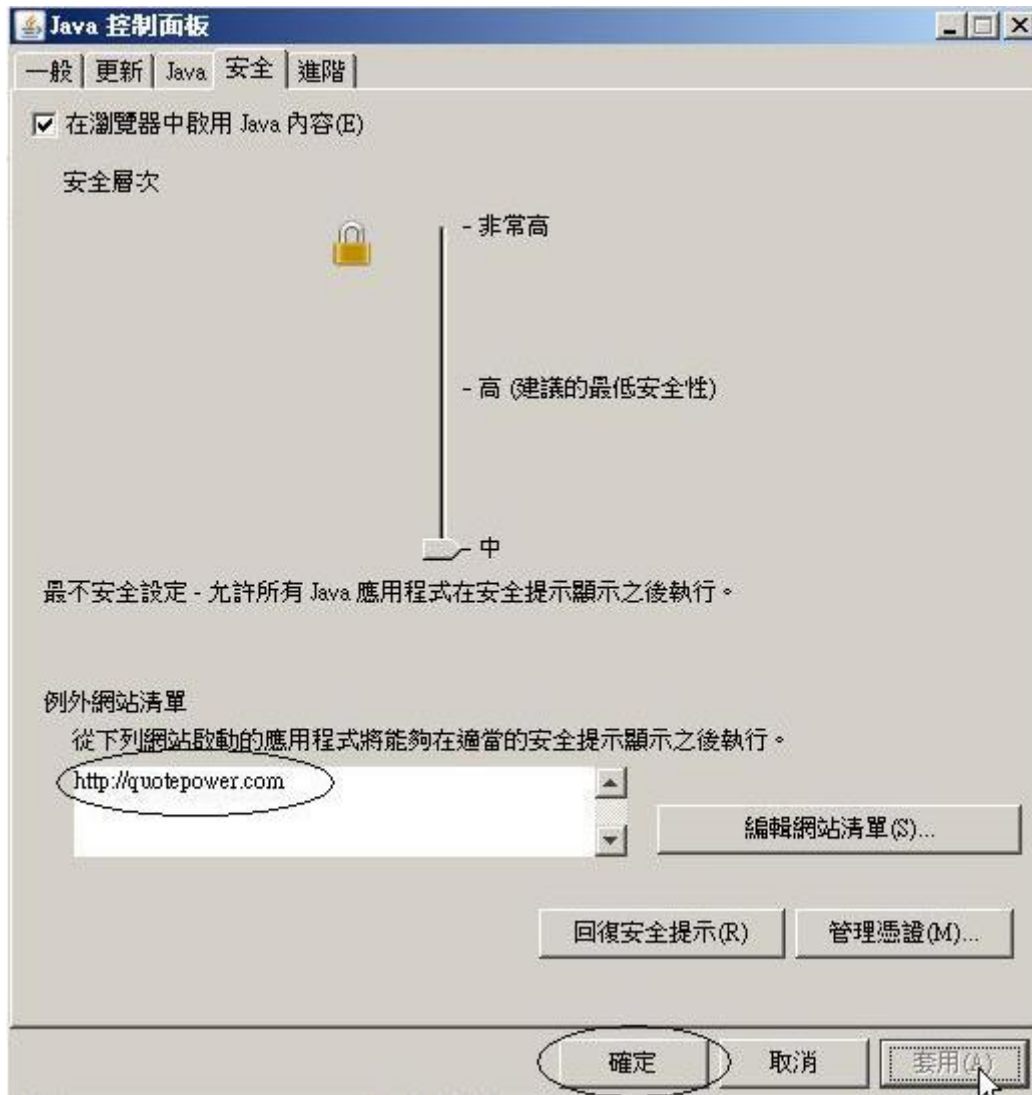 Java 控制面板
一般 更新 Java 安全 進階
在瀏覽器中啟用 Java 內容(E)
安全層次
- 非常高
- 高 (建議的最低安全性)
- 中
最不安全設定 - 允許所有 Java 應用程式在安全提示顯示之後執行。
例外網站清單
從下列網站啟動的應用程式將能夠在適當的安全提示顯示之後執行。
http://quotepower.com
編輯網站清單(S)...
回復安全提示(R) 管理憑證(M)...
確定 取消 套用(A)